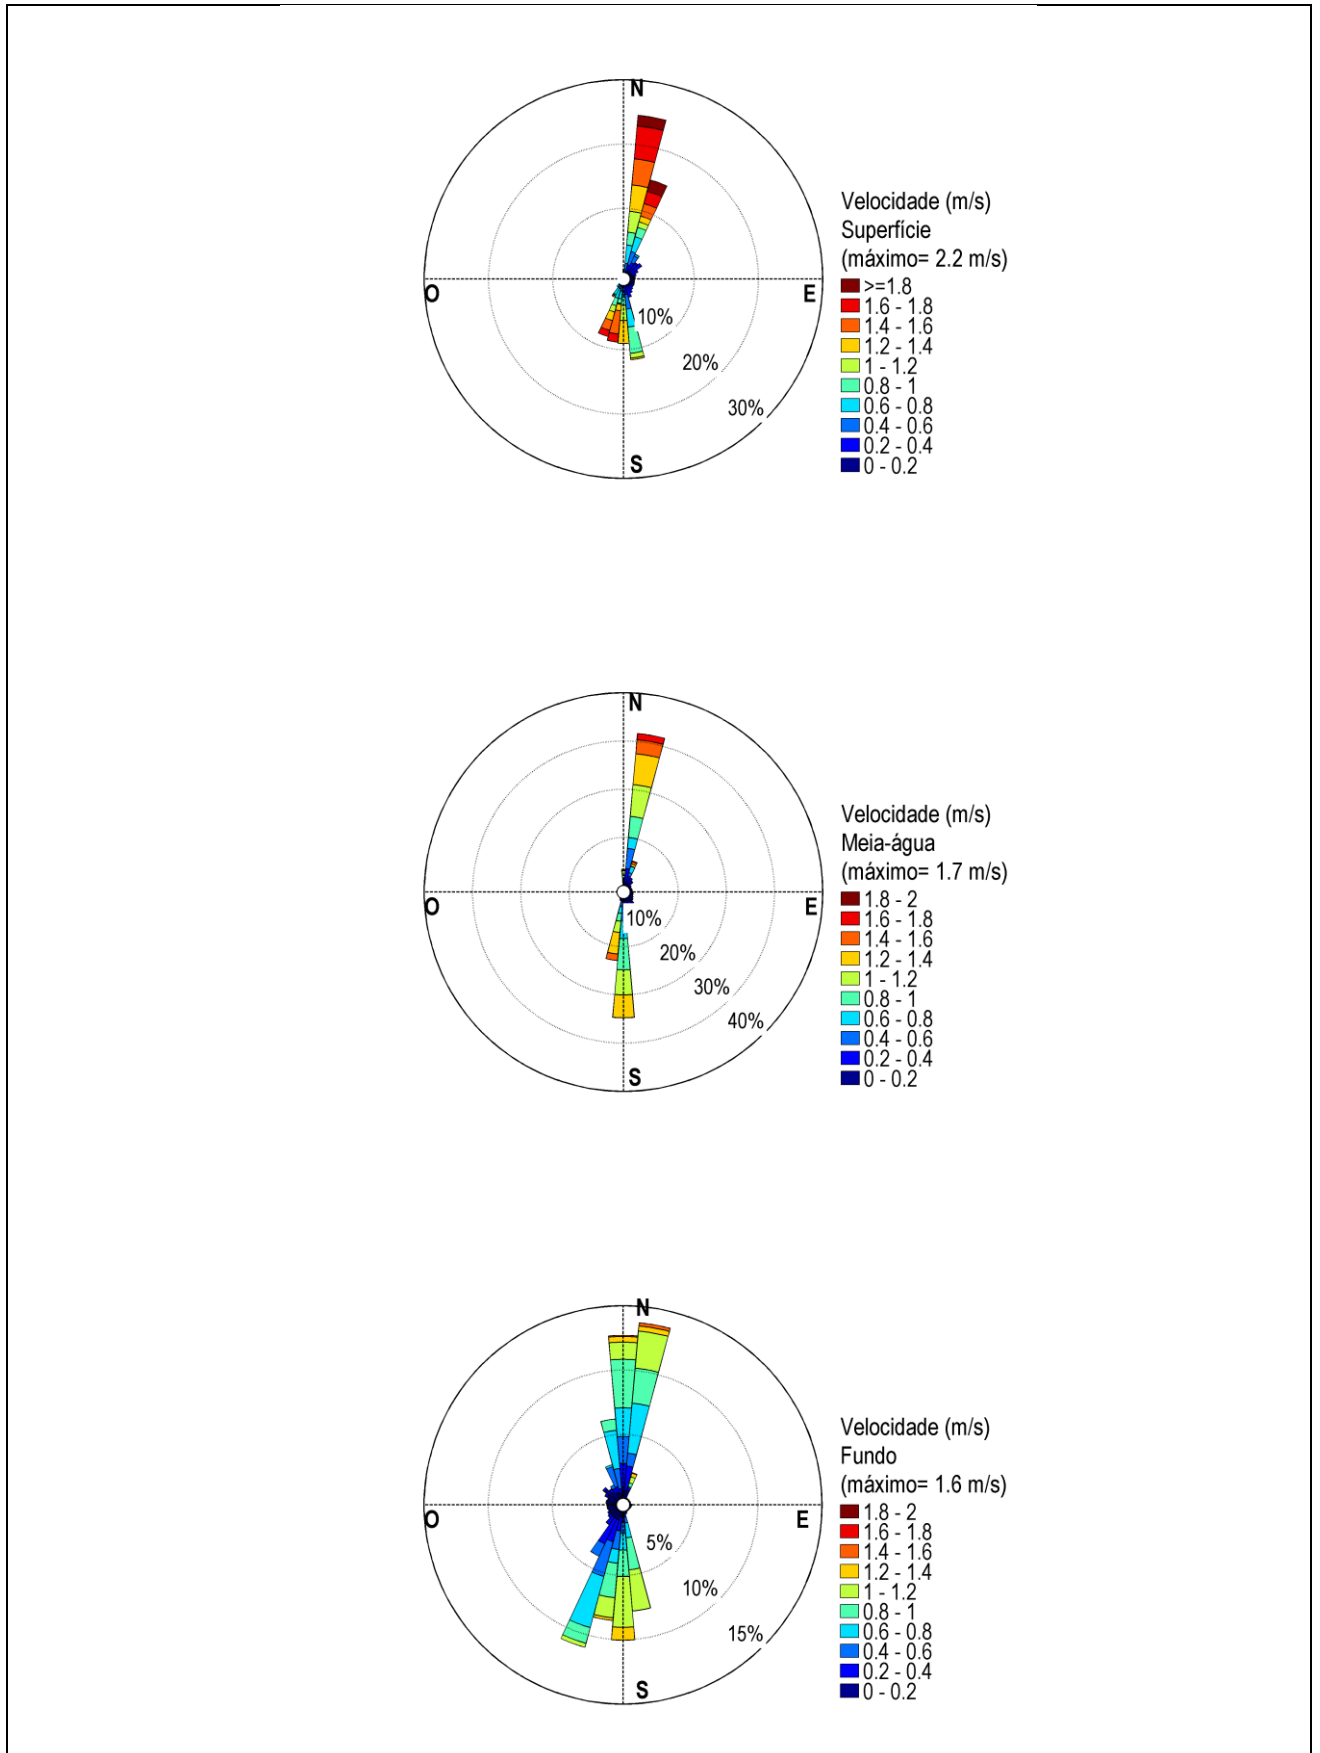 N
O
E
S
10%
20%
30%
Velocidade (m/s)
Superfície
(máximo= 2.2 m/s)
>=1.8
1.6 - 1.8
1.4 - 1.6
1.2 - 1.4
1 - 1.2
0.8 - 1
0.6 - 0.8
0.4 - 0.6
0.2 - 0.4
0 - 0.2
N
O
E
S
10%
20%
30%
40%
Velocidade (m/s)
Meia-água
(máximo= 1.7 m/s)
1.8 - 2
1.6 - 1.8
1.4 - 1.6
1.2 - 1.4
1 - 1.2
0.8 - 1
0.6 - 0.8
0.4 - 0.6
0.2 - 0.4
0 - 0.2
N
O
E
S
5%
10%
15%
Velocidade (m/s)
Fundo
(máximo= 1.6 m/s)
1.8 - 2
1.6 - 1.8
1.4 - 1.6
1.2 - 1.4
1 - 1.2
0.8 - 1
0.6 - 0.8
0.4 - 0.6
0.2 - 0.4
0 - 0.2